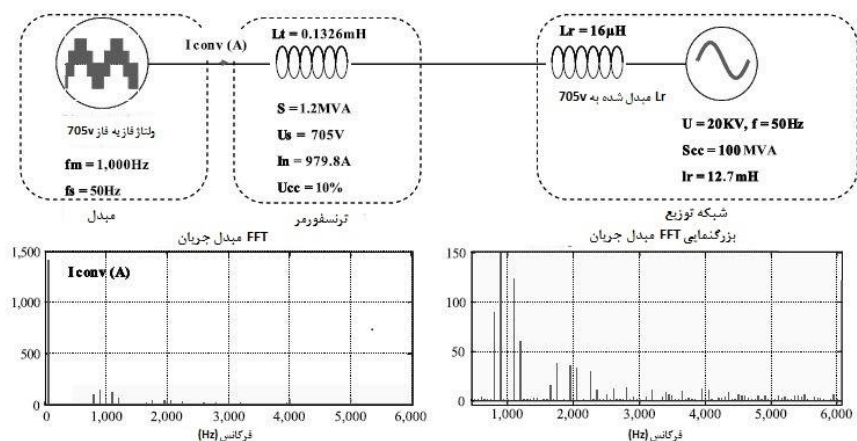 I conv (A)
Lt = 0.1326mH
Lr = 16µH
ولتاژ فاز به فاز 705v
fm = 1,000Hz
fs = 50Hz
مبدل
S = 1.2MVA
Us = 705V
In = 979.8A
Ucc = 10%
ترنسفورمر
Lr مبدل شده به 705v
U = 20KV, f = 50Hz
Scc = 100 MVA
lr = 12.7mH
شبکه توزیع
FFT مبدل جریان
1,500
1,000
500
0
I conv (A)
0 1,000 2,000 3,000 4,000 5,000 6,000
فرکانس (Hz)
بزرگنمایی FFT مبدل جریان
150
100
50
0
1,000 2,000 3,000 4,000 5,000 6,000
فرکانس (Hz)